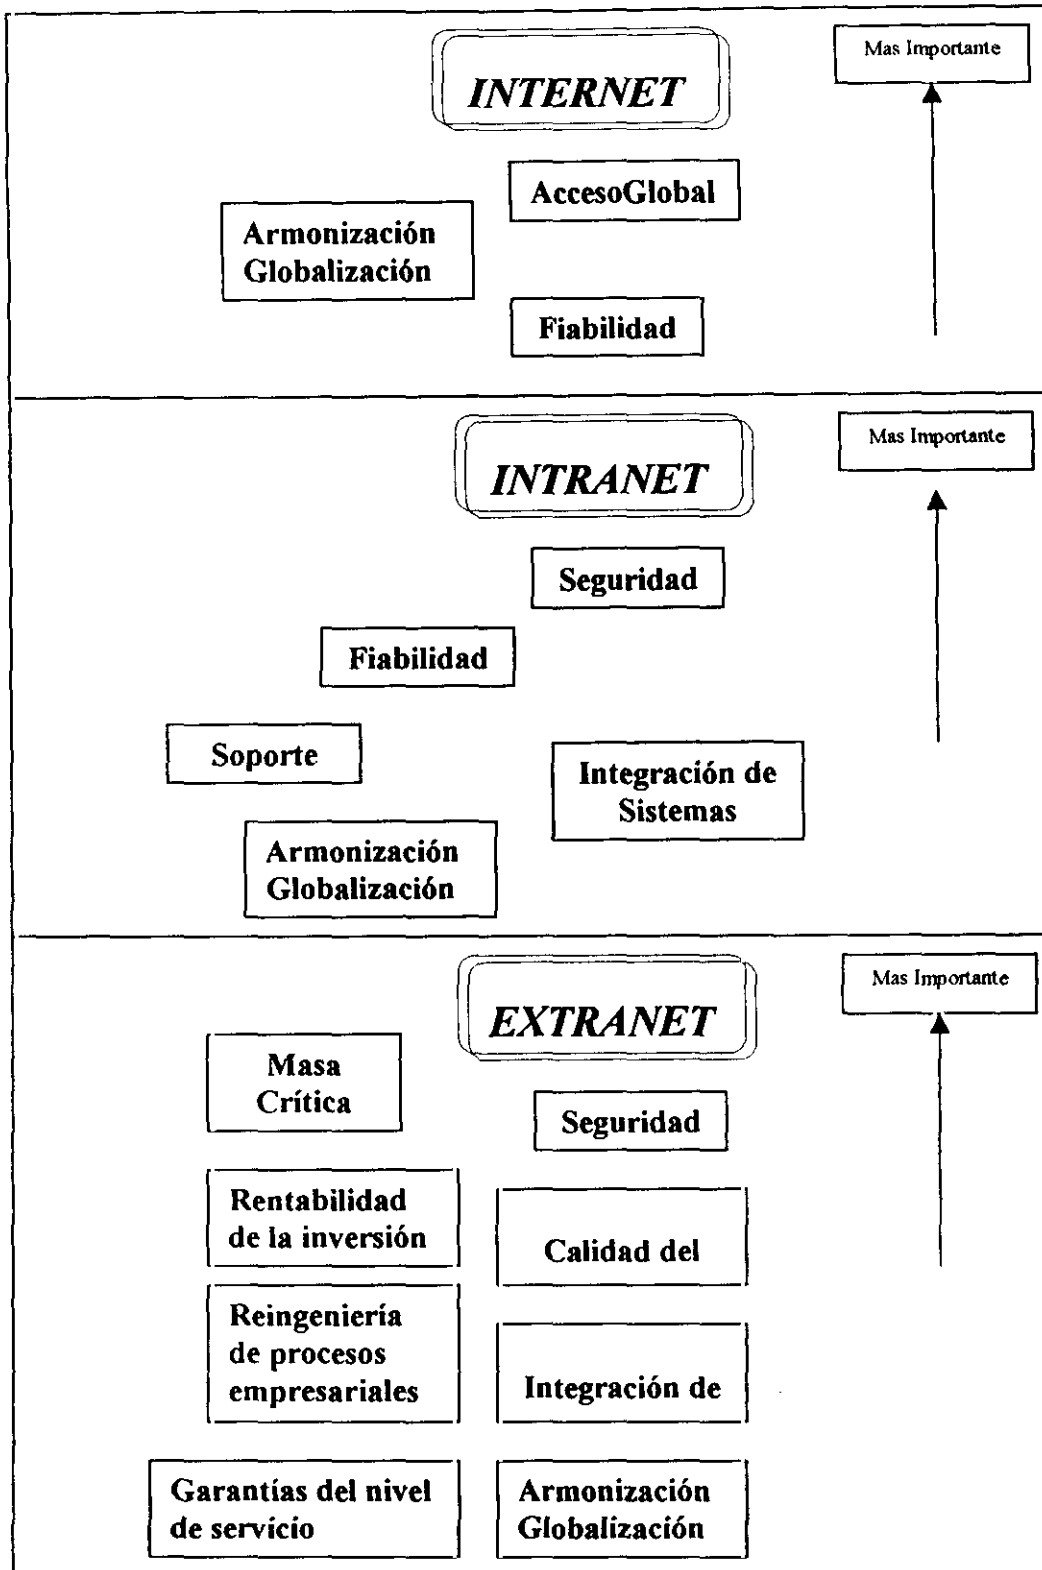 INTERNET
Mas Importante
AccesoGlobal
Armonización
Globalización
Fiabilidad
INTRANET
Mas Importante
Seguridad
Fiabilidad
Soporte
Integración de
Sistemas
Armonización
Globalización
EXTRANET
Mas Importante
Masa
Crítica
Seguridad
Rentabilidad
de la inversión
Calidad del
Reingeniería
de procesos
empresariales
Integración de
Garantías del nivel
de servicio
Armonización
Globalización